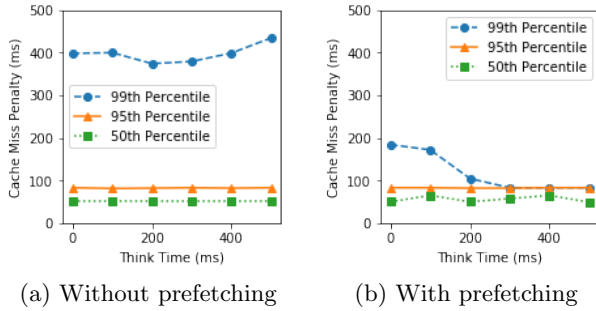 500
400
300
200
100
0
Cache Miss Penalty (ms)
99th Percentile
95th Percentile
50th Percentile
0
200
400
Think Time (ms)
(a) Without prefetching
500
400
300
200
100
0
Cache Miss Penalty (ms)
99th Percentile
95th Percentile
50th Percentile
0
200
400
Think Time (ms)
(b) With prefetching